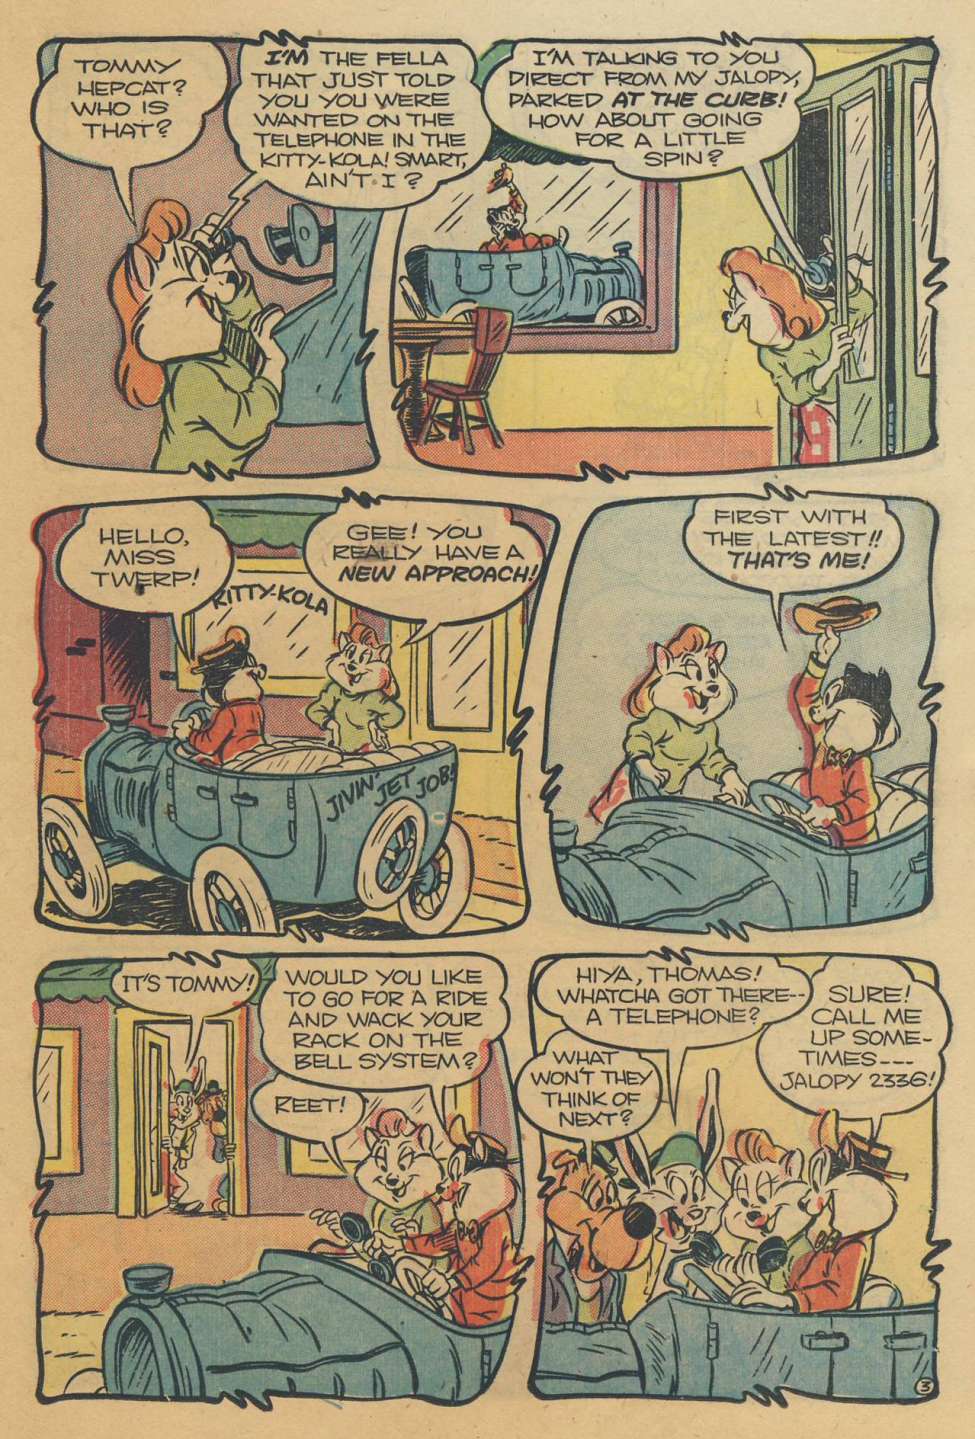 TOMMY
HEPCAT?
WHO IS
THAT?
I'M THE FELLA
THAT JUST TOLD
YOU YOU WERE
WANTED ON THE
TELEPHONE IN THE
KITTY-KOLA! SMART,
AIN'T I?
I'M TALKING TO YOU
DIRECT FROM MY JALOPY,
PARKED AT THE CURB!
HOW ABOUT GOING
FOR A LITTLE
SPIN?
HELLO,
MISS
TWERP!
GEE! YOU
REALLY HAVE A
NEW APPROACH!
KITTY-KOLA
JIVIN' JET JOB!
FIRST WITH
THE LATEST!!
THAT'S ME!
IT'S TOMMY!
WOULD YOU LIKE
TO GO FOR A RIDE
AND WACK YOUR
RACK ON THE
BELL SYSTEM?
REET!
HIYA, THOMAS!
WHATCHA GOT THERE--
A TELEPHONE?
WHAT
WON'T THEY
THINK OF
NEXT?
SURE!
CALL ME
UP SOME-
TIMES---
JALOPY 2336!
3